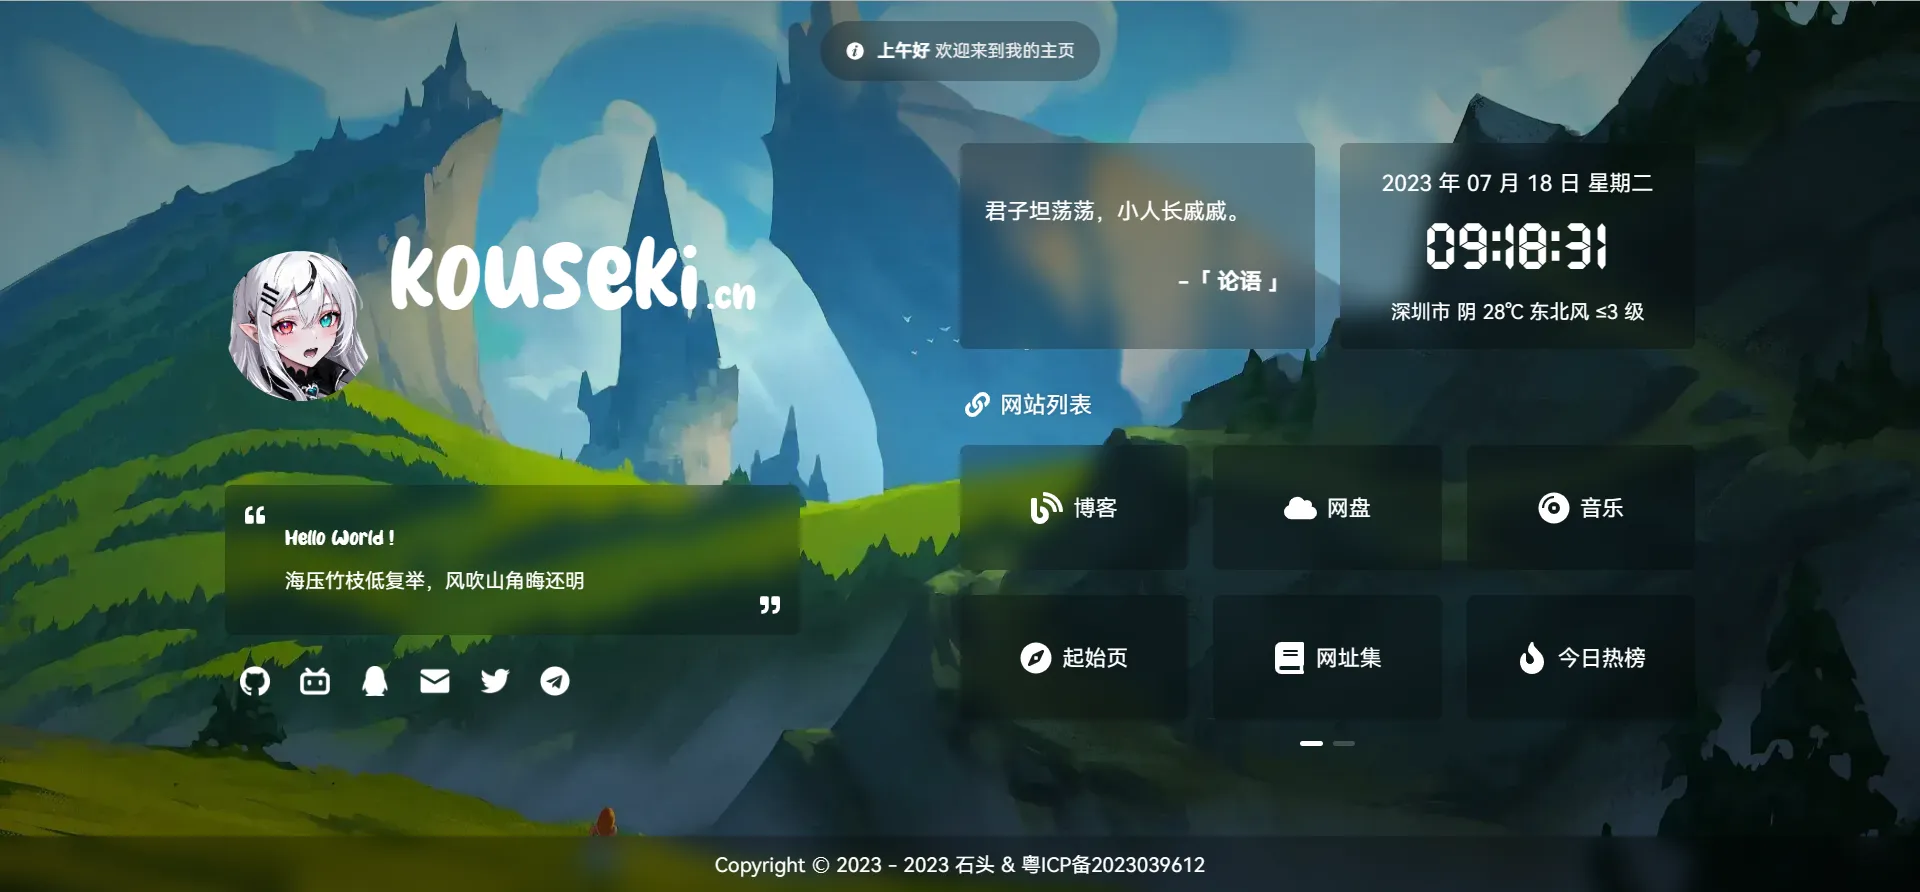 上午好 欢迎来到我的主页
kouseki.cn
“
Hello World !
海压竹枝低复举，风吹山角晦还明
”
君子坦荡荡，小人长戚戚。
-「 论语 」
2023 年 07 月 18 日 星期二
09:18:31
深圳市 阴 28℃ 东北风 ≤3 级
网站列表
博客
网盘
音乐
起始页
网址集
今日热榜
Copyright © 2023 - 2023 石头 & 粤ICP备2023039612